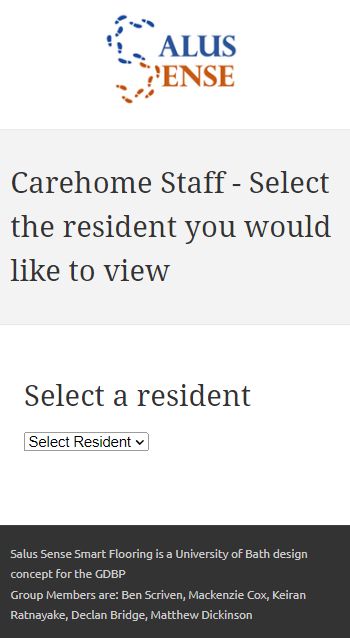 ALUS
ENSE
Carehome Staff - Select
the resident you would
like to view
Select a resident
Select Resident
Salus Sense Smart Flooring is a University of Bath design
concept for the GDBP
Group Members are: Ben Scriven, Mackenzie Cox, Keiran
Ratnayake, Declan Bridge, Matthew Dickinson